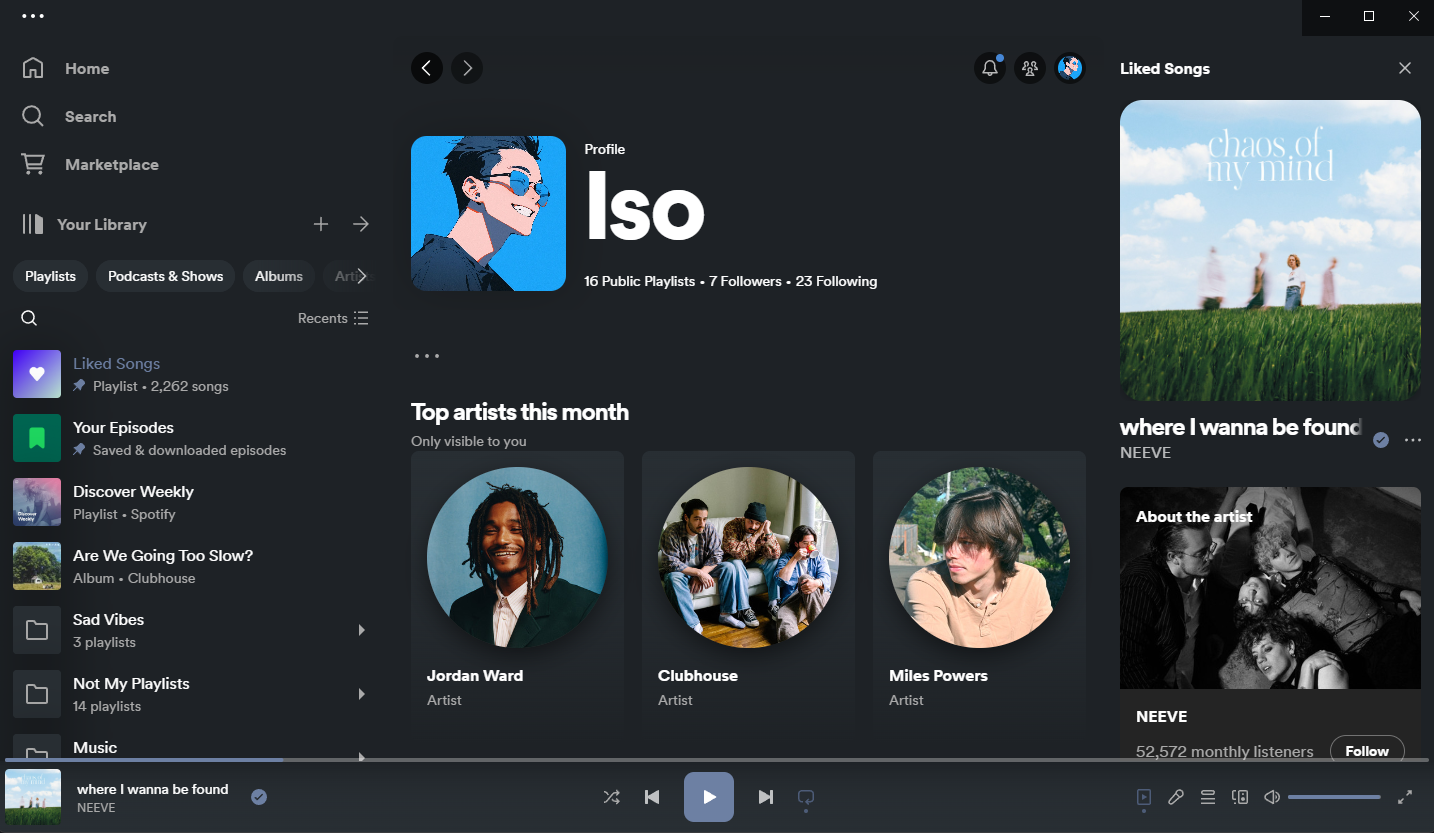 Home
Search
Marketplace
Your Library
Playlists
Podcasts & Shows
Albums
Recents
Liked Songs
Playlist • 2,262 songs
Your Episodes
Saved & downloaded episodes
Discover Weekly
Discover Weekly
Playlist • Spotify
Are We Going Too Slow?
Album • Clubhouse
Sad Vibes
3 playlists
Not My Playlists
14 playlists
Music
Profile
Iso
16 Public Playlists • 7 Followers • 23 Following
Top artists this month
Only visible to you
Jordan Ward
Artist
Clubhouse
Artist
Miles Powers
Artist
Liked Songs
chaos of
my mind
where I wanna be found
NEEVE
About the artist
NEEVE
52,572 monthly listeners
Follow
where I wanna be found
NEEVE